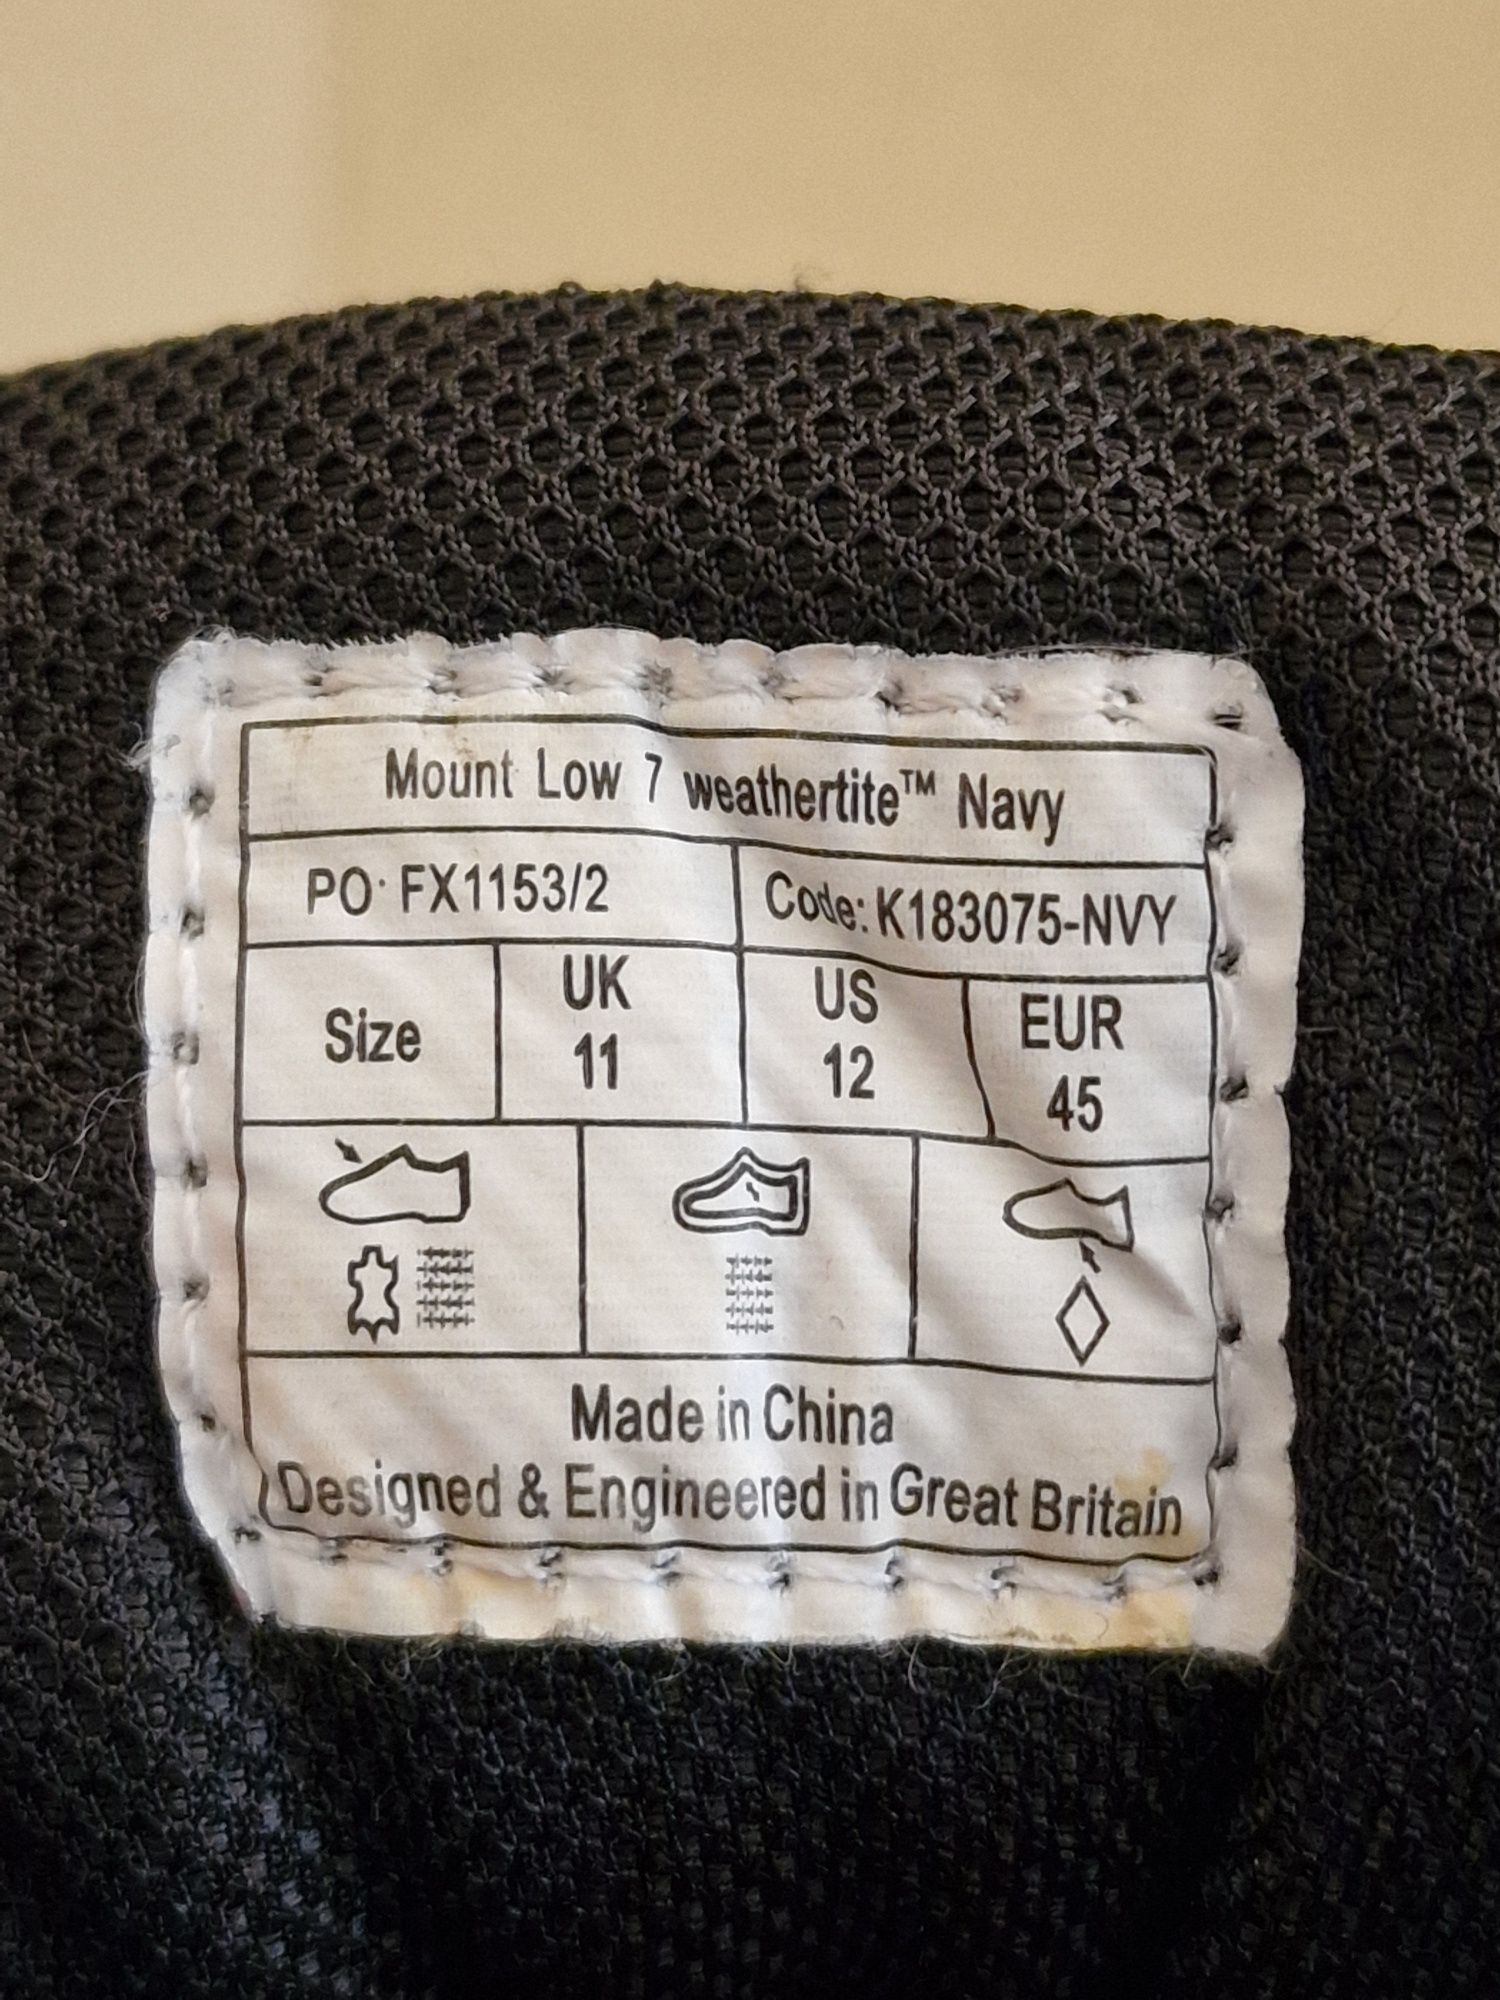 Mount Low 7 weathertite™ Navy
PO· FX1153/2
Code: K183075-NVY
Size
UK
11
US
12
EUR
45
Made in China
Designed & Engineered in Great Britain